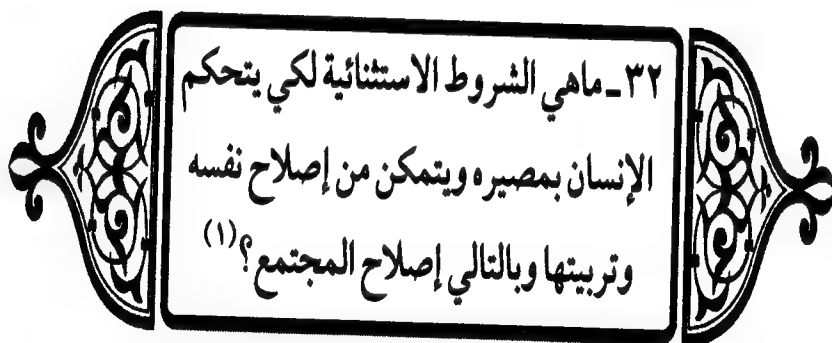 ٣٢ـ ماهي الشروط الاستثنائية لكي يتحكم
الإنسان بمصيره ويتمكن من إصلاح نفسه
وتربيتها وبالتالي إصلاح المجتمع؟(١)